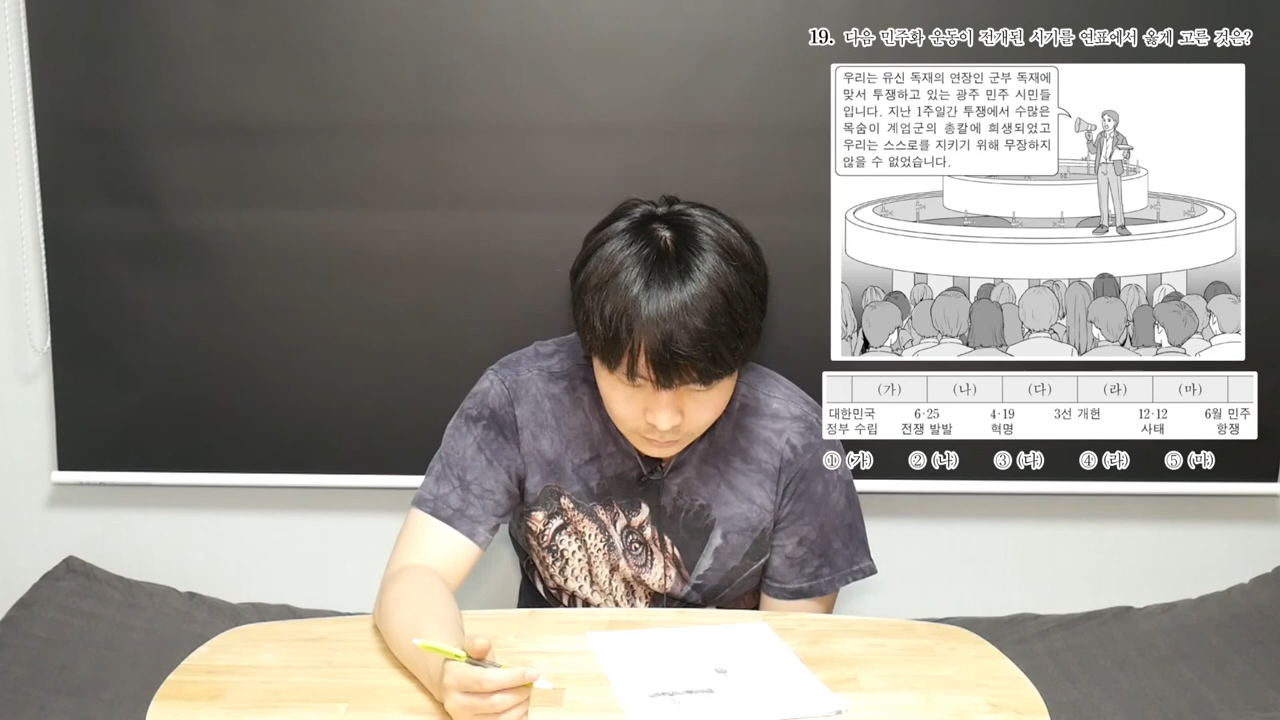 19. 다음 민주화 운동이 전개된 시기를 연표에서 옳게 고른 것은?
우리는 유신 독재의 연장인 군부 독재에
맞서 투쟁하고 있는 광주 민주 시민들
입니다. 지난 1주일간 투쟁에서 수많은
목숨이 계엄군의 총칼에 희생되었고
우리는 스스로를 지키기 위해 무장하지
않을 수 없었습니다.
(가) (나) (다) (라) (마)
대한민국 6·25 4·19 3선 개헌 12·12 6월 민주
정부 수립 전쟁 발발 혁명 사태 항쟁
① (가) ② (나) ③ (다) ④ (라) ⑤ (마)